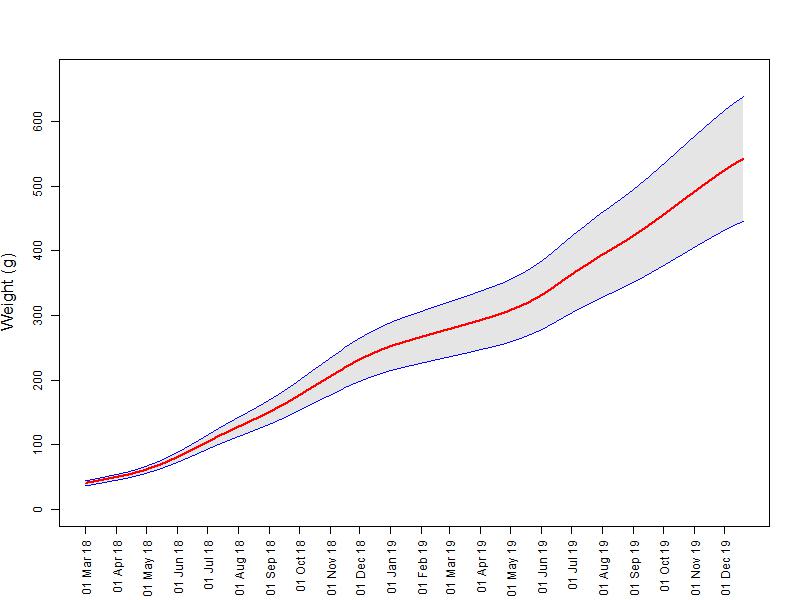 Weight (g)
600
500
400
300
200
100
0
01 Mar 18
01 Apr 18
01 May 18
01 Jun 18
01 Jul 18
01 Aug 18
01 Sep 18
01 Oct 18
01 Nov 18
01 Dec 18
01 Jan 19
01 Feb 19
01 Mar 19
01 Apr 19
01 May 19
01 Jun 19
01 Jul 19
01 Aug 19
01 Sep 19
01 Oct 19
01 Nov 19
01 Dec 19